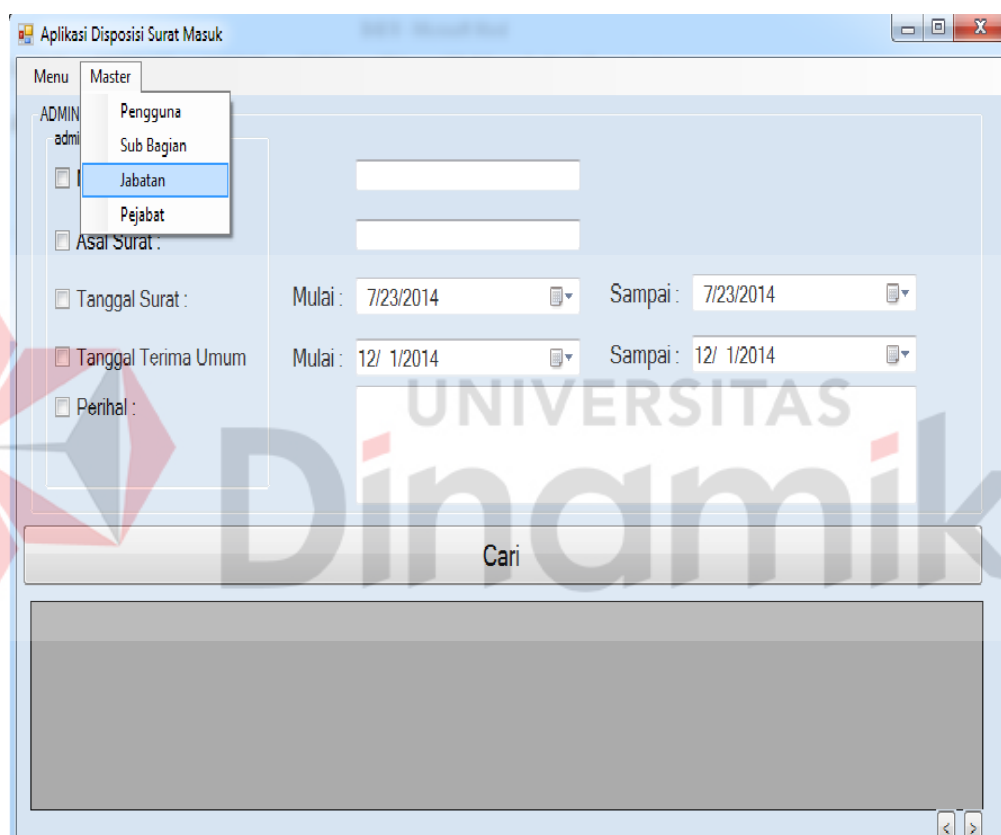 Aplikasi Disposisi Surat Masuk
Menu Master
ADMIN
Pengguna
Sub Bagian
Jabatan
Pejabat
Asal Surat :
Tanggal Surat : Mulai : 7/23/2014 Sampai : 7/23/2014
Tanggal Terima Umum Mulai : 12/ 1/2014 Sampai : 12/ 1/2014
Perihal :
UNIVERSITAS
Dinamik
Cari
< >